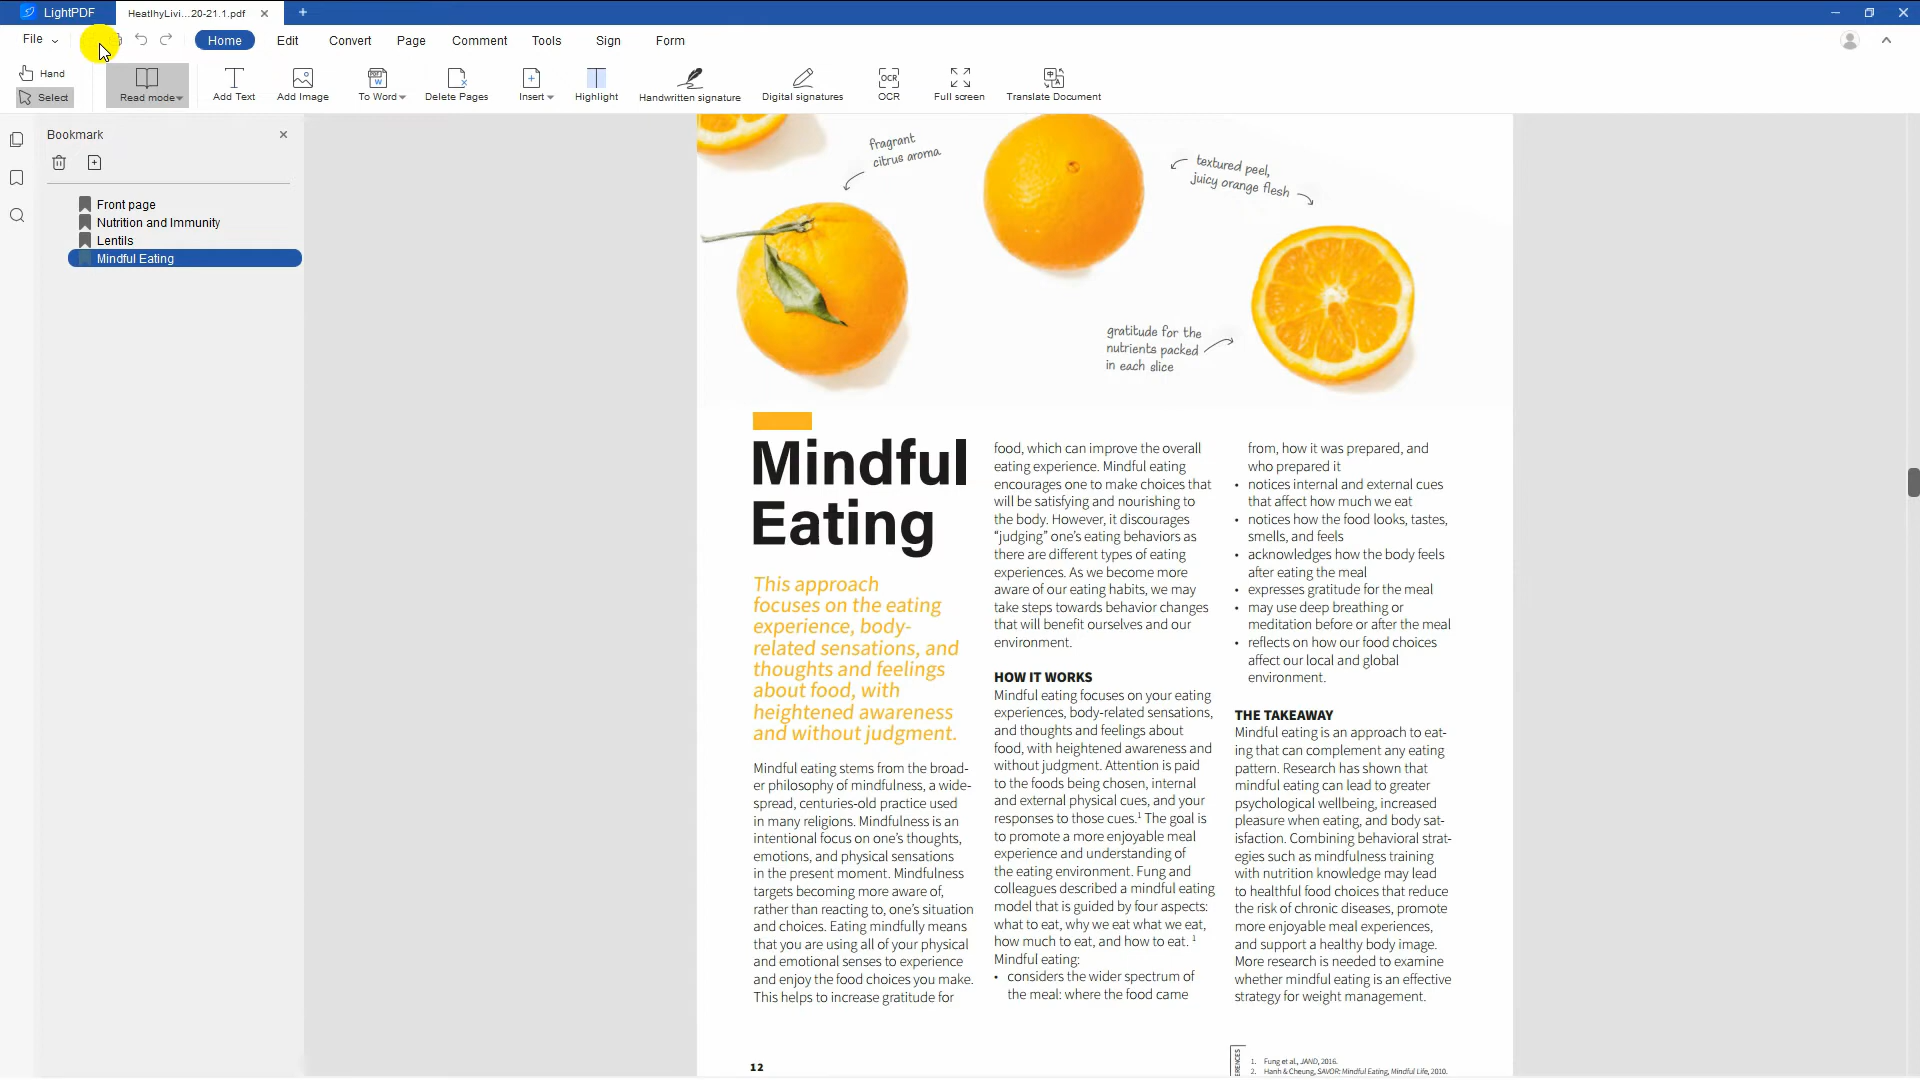 LightPDF
HeatlhyLivi...20-21.1.pdf
File
Home
Edit
Convert
Page
Comment
Tools
Sign
Form
Hand
Select
Read mode
Add Text
Add Image
To Word
Delete Pages
Insert
Highlight
Handwritten signature
Digital signatures
OCR
OCR
Full screen
Translate Document
Bookmark
Front page
Nutrition and Immunity
Lentils
Mindful Eating
fragrant
citrus aroma
textured peel,
juicy orange flesh
gratitude for the
nutrients packed
in each slice
Mindful
Eating
This approach
focuses on the eating
experience, body-
related sensations, and
thoughts and feelings
about food, with
heightened awareness
and without judgment.
Mindful eating stems from the broad-
er philosophy of mindfulness, a wide-
spread, centuries-old practice used
in many religions. Mindfulness is an
intentional focus on one's thoughts,
emotions, and physical sensations
in the present moment. Mindfulness
targets becoming more aware of,
rather than reacting to, one's situation
and choices. Eating mindfully means
that you are using all of your physical
and emotional senses to experience
and enjoy the food choices you make.
This helps to increase gratitude for
food, which can improve the overall
eating experience. Mindful eating
encourages one to make choices that
will be satisfying and nourishing to
the body. However, it discourages
“judging” one's eating behaviors as
there are different types of eating
experiences. As we become more
aware of our eating habits, we may
take steps towards behavior changes
that will benefit ourselves and our
environment.
HOW IT WORKS
Mindful eating focuses on your eating
experiences, body-related sensations,
and thoughts and feelings about
food, with heightened awareness and
without judgment. Attention is paid
to the foods being chosen, internal
and external physical cues, and your
responses to those cues.¹ The goal is
to promote a more enjoyable meal
experience and understanding of
the eating environment. Fung and
colleagues described a mindful eating
model that is guided by four aspects:
what to eat, why we eat what we eat,
how much to eat, and how to eat. ¹
Mindful eating:
• considers the wider spectrum of
the meal: where the food came
from, how it was prepared, and
who prepared it
• notices internal and external cues
that affect how much we eat
• notices how the food looks, tastes,
smells, and feels
• acknowledges how the body feels
after eating the meal
• expresses gratitude for the meal
• may use deep breathing or
meditation before or after the meal
• reflects on how our food choices
affect our local and global
environment.
THE TAKEAWAY
Mindful eating is an approach to eat-
ing that can complement any eating
pattern. Research has shown that
mindful eating can lead to greater
psychological wellbeing, increased
pleasure when eating, and body sat-
isfaction. Combining behavioral strat-
egies such as mindfulness training
with nutrition knowledge may lead
to healthful food choices that reduce
the risk of chronic diseases, promote
more enjoyable meal experiences,
and support a healthy body image.
More research is needed to examine
whether mindful eating is an effective
strategy for weight management.
12
1. Fung et al., JAND, 2016.
2. Hanh & Cheung, SAVOR: Mindful Eating, Mindful Life, 2010.